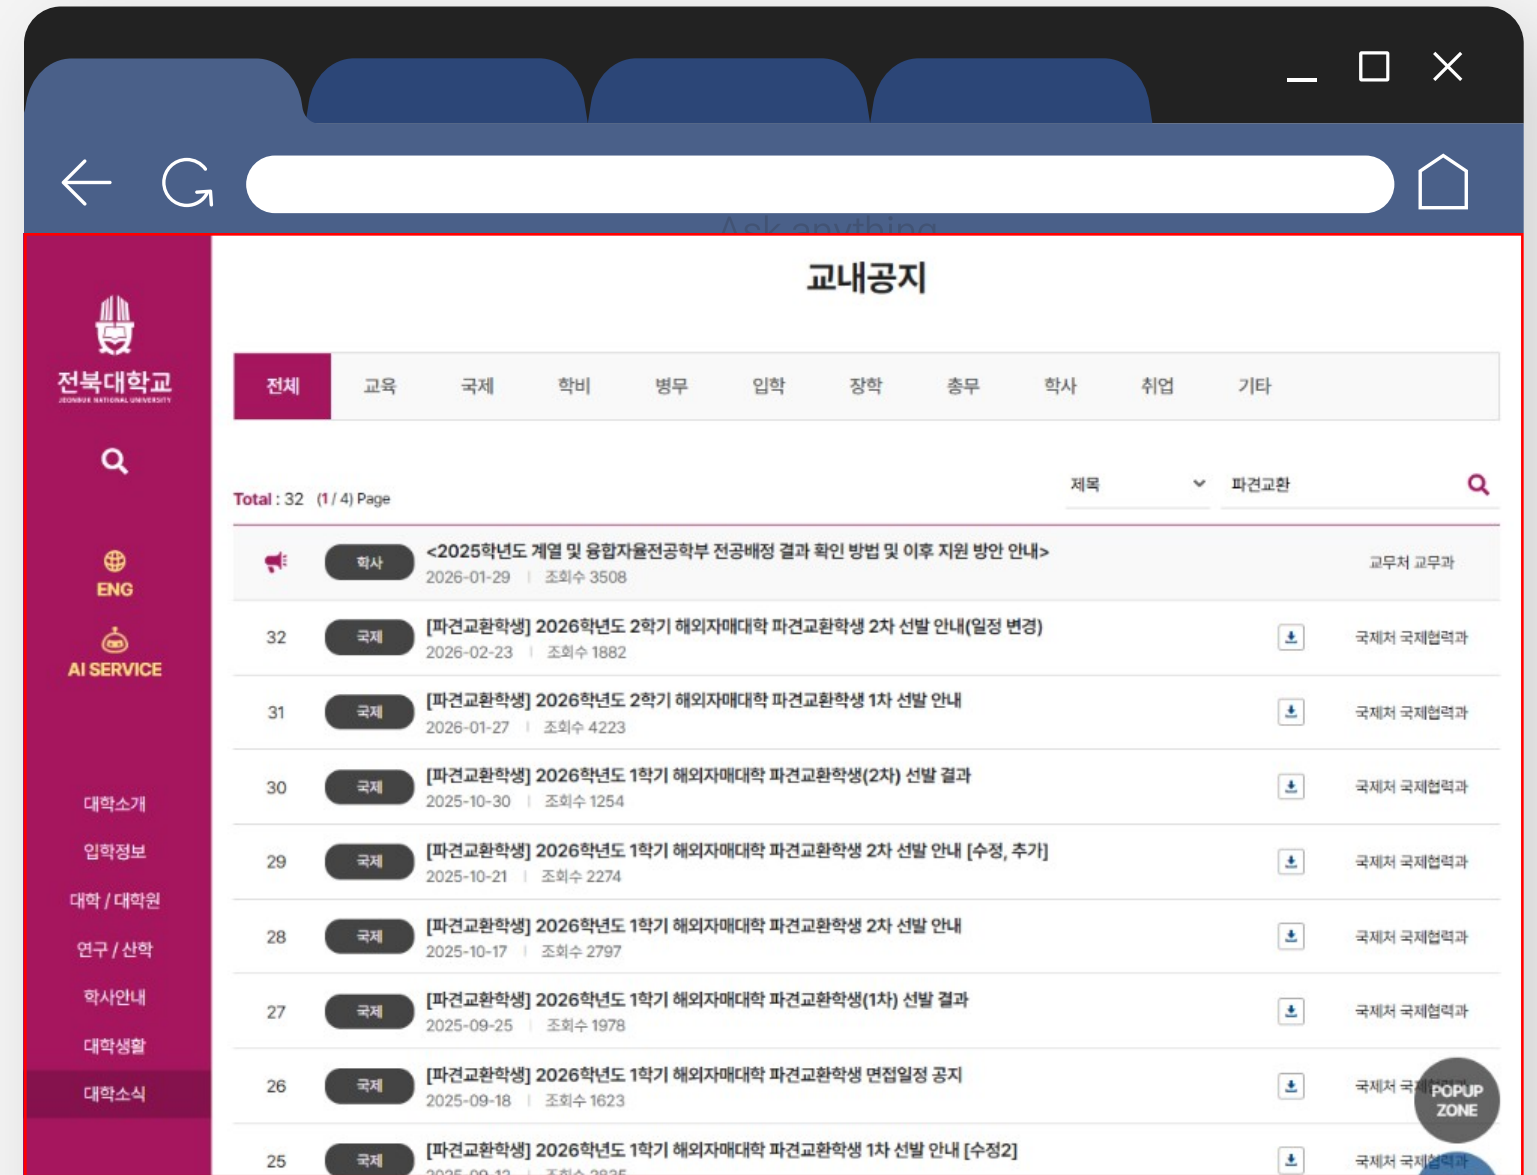 Ask anything
교내공지
전북대학교
JEONBUK NATIONAL UNIVERSITY
ENG
AI SERVICE
대학소개
입학정보
대학 / 대학원
연구 / 산학
학사안내
대학생활
대학소식
전체 교육 국제 학비 병무 입학 장학 총무 학사 취업 기타
Total : 32 (1 / 4) Page
제목 파견교환
학사 <2025학년도 계열 및 융합자율전공학부 전공배정 결과 확인 방법 및 이후 지원 방안 안내> 교무처 교무과
2026-01-29 조회수 3508
32 국제 [파견교환학생] 2026학년도 2학기 해외자매대학 파견교환학생 2차 선발 안내(일정 변경) 국제처 국제협력과
2026-02-23 조회수 1882
31 국제 [파견교환학생] 2026학년도 2학기 해외자매대학 파견교환학생 1차 선발 안내 국제처 국제협력과
2026-01-27 조회수 4223
30 국제 [파견교환학생] 2026학년도 1학기 해외자매대학 파견교환학생(2차) 선발 결과 국제처 국제협력과
2025-10-30 조회수 1254
29 국제 [파견교환학생] 2026학년도 1학기 해외자매대학 파견교환학생 2차 선발 안내 [수정, 추가] 국제처 국제협력과
2025-10-21 조회수 2274
28 국제 [파견교환학생] 2026학년도 1학기 해외자매대학 파견교환학생 2차 선발 안내 국제처 국제협력과
2025-10-17 조회수 2797
27 국제 [파견교환학생] 2026학년도 1학기 해외자매대학 파견교환학생(1차) 선발 결과 국제처 국제협력과
2025-09-25 조회수 1978
26 국제 [파견교환학생] 2026학년도 1학기 해외자매대학 파견교환학생 면접일정 공지 국제처
2025-09-18 조회수 1623
POPUP
ZONE
25 국제 [파견교환학생] 2026학년도 1학기 해외자매대학 파견교환학생 1차 선발 안내 [수정2] 국제처 국제협력과